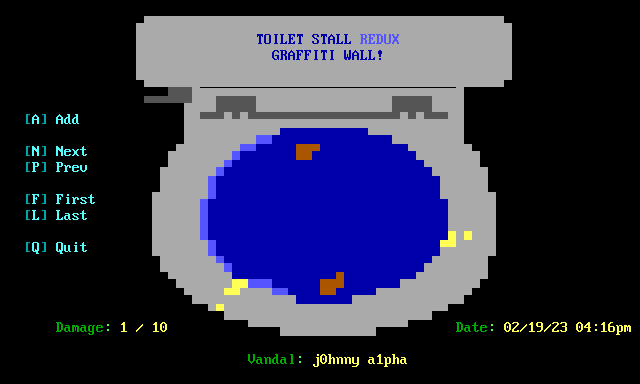 TOILET STALL REDUX
GRAFFITI WALL!
[A] Add
[N] Next
[P] Prev
[F] First
[L] Last
[Q] Quit
Damage: 1 / 10
Date: 02/19/23 04:16pm
Vandal: j0hnny a1pha